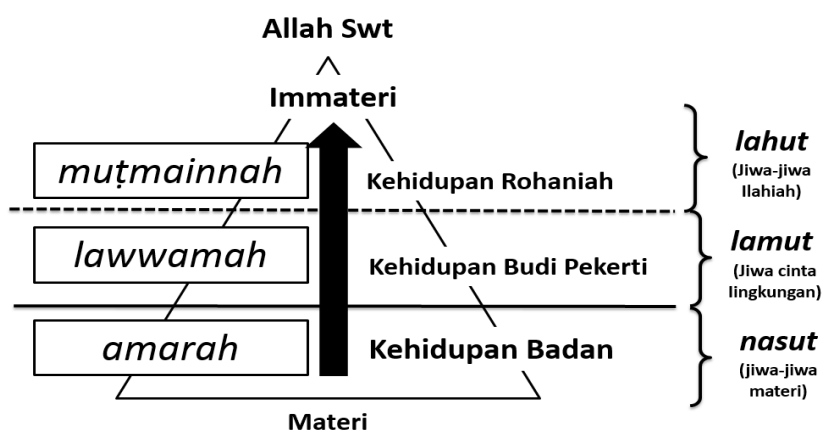 Allah Swt
Immateri
muṭmainnah
Kehidupan Rohaniah
lahut
(Jiwa-jiwa
Ilahiah)
lawwamah
Kehidupan Budi Pekerti
lamut
(Jiwa cinta
lingkungan)
amarah
Kehidupan Badan
nasut
(jiwa-jiwa
materi)
Materi